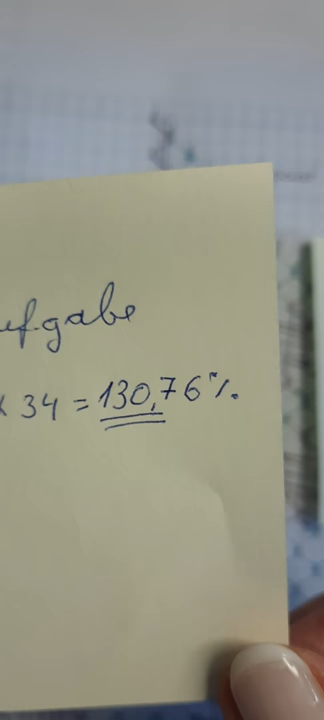 ufgabe
x 34 = 130,76%